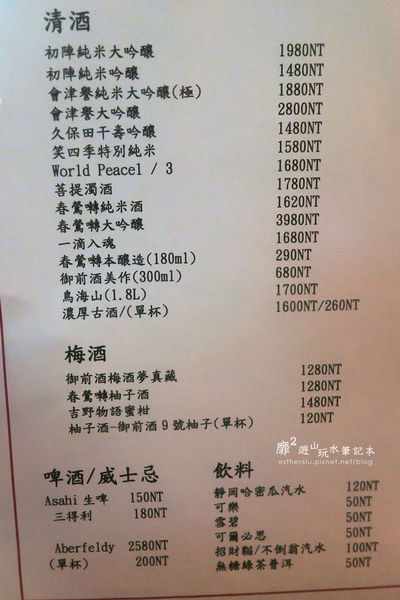 清酒
初陣純米大吟釀 1980NT
初陣純米吟釀 1480NT
會津譽純米大吟釀(極) 1880NT
會津譽大吟釀 2800NT
久保田千壽吟釀 1480NT
笑四季特別純米 1580NT
World Peace1 / 3 1680NT
菩提濁酒 1780NT
春鶯囀純米酒 1620NT
春鶯囀大吟釀 3980NT
一滴入魂 1680NT
春鶯囀本釀造(180ml) 290NT
御前酒美作(300ml) 680NT
鳥海山(1.8L) 1700NT
濃厚古酒/(單杯) 1600NT/260NT
梅酒
御前酒梅酒夢真藏 1280NT
春鶯囀柚子酒 1280NT
吉野物語蜜柑 1480NT
柚子酒-御前酒9號柚子(單杯) 120NT
靡²遊山玩水筆記本
estherslu.pixnet.net/blog
啤酒/威士忌
Asahi 生啤 150NT
三得利 180NT
Aberfeldy 2580NT
(單杯) 200NT
飲料
靜岡哈密瓜汽水 120NT
可樂 50NT
雪碧 50NT
可爾必思 50NT
招財貓/不倒翁汽水 100NT
無糖綠茶普洱 50NT